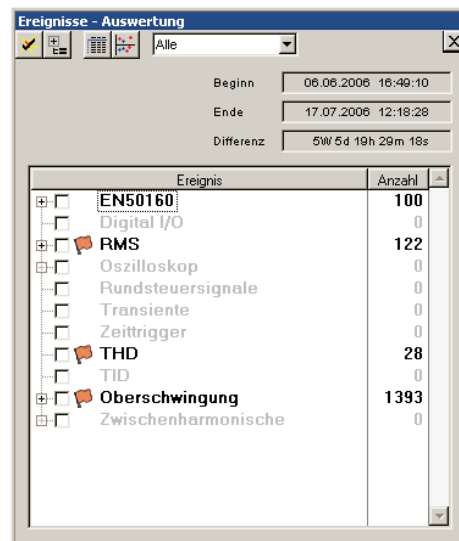 Ereignisse - Auswertung
Alle
Beginn 06.06.2006 16:49:10
Ende 17.07.2006 12:18:28
Differenz 5W 5d 19h 29m 18s
Ereignis Anzahl
EN50160 100
Digital I/O 0
RMS 122
Oszilloskop 0
Rundsteuersignale 0
Transiente 0
Zeittrigger 0
THD 28
TID 0
Oberschwingung 1393
Zwischenharmonische 0